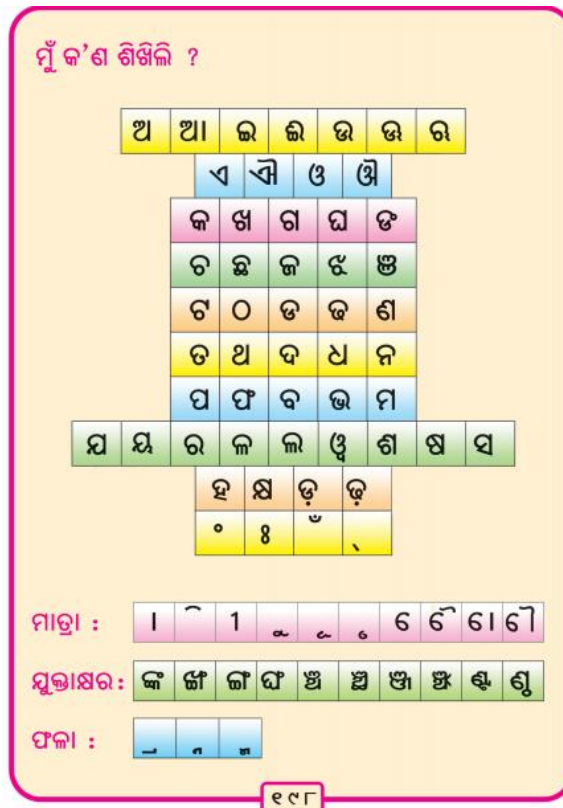 ମୁଁ କ'ଣ ଶିଖିଲି ?
ଅ ଆ ଇ ଈ ଉ ଊ ଋ
ଏ ଐ ଓ ଔ
କ ଖ ଗ ଘ ଙ
ଚ ଛ ଜ ଝ ଞ
ଟ ଠ ଡ ଢ ଣ
ତ ଥ ଦ ଧ ନ
ପ ଫ ବ ଭ ମ
ଯ ୟ ର ଳ ଲ ୱ ଶ ଷ ସ
ହ କ୍ଷ ଡ଼ ଢ଼
ଂ ଃ ଁ ୍
ମାତ୍ରା : ା ି ୀ ୁ ୂ ୃ େ ୈ ୋ ୌ
ଯୁକ୍ତାକ୍ଷର : ଙ୍କ ଙ୍ଖ ଙ୍ଗ ଙ୍ଘ ଞ୍ଚ ଞ୍ଛ ଞ୍ଜ ଞ୍ଝ ଣ୍ଟ ଣ୍ଠ
ଫଳା :
୧୯୮